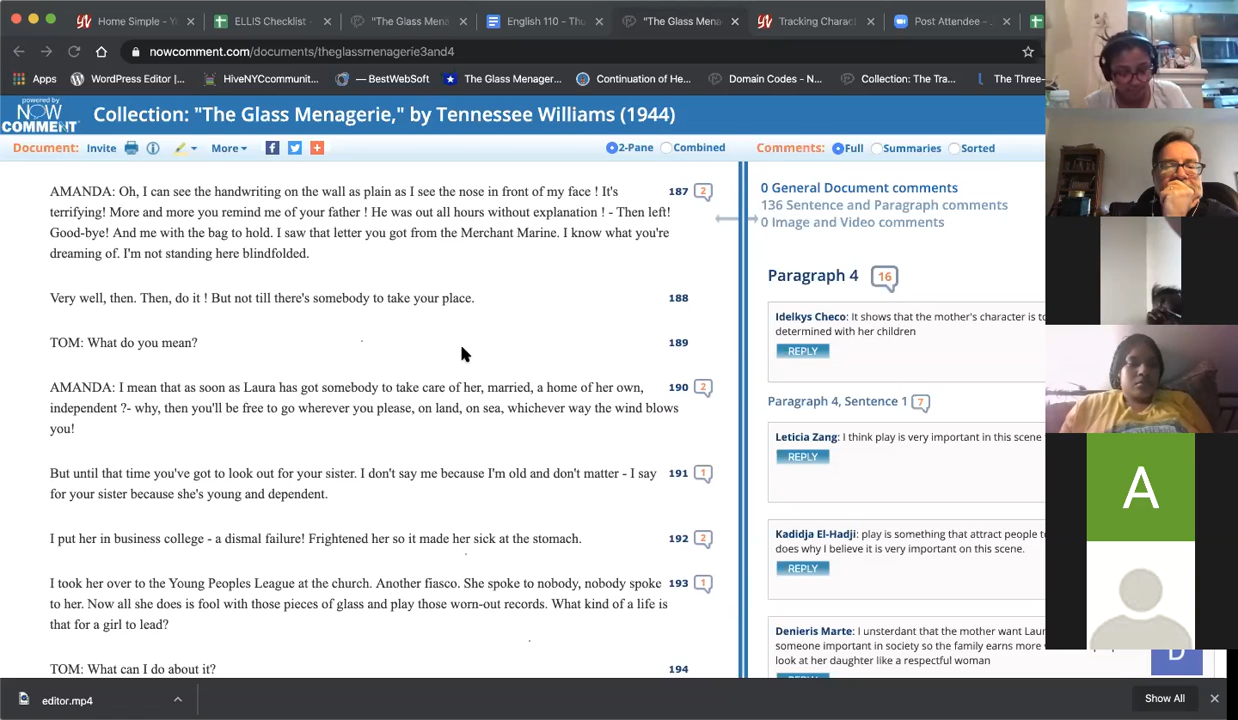 Home Simple - Y
ELLIS Checklist -
"The Glass Mena
English 110 - Thu
"The Glass Mena
Tracking Charac
Post Attendee –
nowcomment.com/documents/theglassmenagerie3and4
Apps
WordPress Editor |...
HiveNYCcommunit...
— BestWebSoft
The Glass Menager...
Continuation of He...
Domain Codes - N...
Collection: The Tra...
The Three-
powered by
NOW
COMMENT
Collection: "The Glass Menagerie," by Tennessee Williams (1944)
Document: Invite More
2-Pane Combined
Comments: Full Summaries Sorted
AMANDA: Oh, I can see the handwriting on the wall as plain as I see the nose in front of my face ! It's 187 2
terrifying! More and more you remind me of your father ! He was out all hours without explanation ! - Then left!
Good-bye! And me with the bag to hold. I saw that letter you got from the Merchant Marine. I know what you're
dreaming of. I'm not standing here blindfolded.
Very well, then. Then, do it ! But not till there's somebody to take your place. 188
TOM: What do you mean? 189
AMANDA: I mean that as soon as Laura has got somebody to take care of her, married, a home of her own, 190 2
independent ?- why, then you'll be free to go wherever you please, on land, on sea, whichever way the wind blows
you!
But until that time you've got to look out for your sister. I don't say me because I'm old and don't matter - I say 191 1
for your sister because she's young and dependent.
I put her in business college - a dismal failure! Frightened her so it made her sick at the stomach. 192 2
I took her over to the Young Peoples League at the church. Another fiasco. She spoke to nobody, nobody spoke 193 1
to her. Now all she does is fool with those pieces of glass and play those worn-out records. What kind of a life is
that for a girl to lead?
TOM: What can I do about it? 194
0 General Document comments
136 Sentence and Paragraph comments
0 Image and Video comments
Paragraph 4 16
Idelkys Checo: It shows that the mother's character is to
determined with her children
REPLY
Paragraph 4, Sentence 1 7
Leticia Zang: I think play is very important in this scene
REPLY
Kadidja El-Hadji: play is something that attract people to
does why I believe it is very important on this scene.
REPLY
Denieris Marte: I unsterdant that the mother want Laur
someone important in society so the family earns more
look at her daughter like a respectful woman
A
editor.mp4
Show All